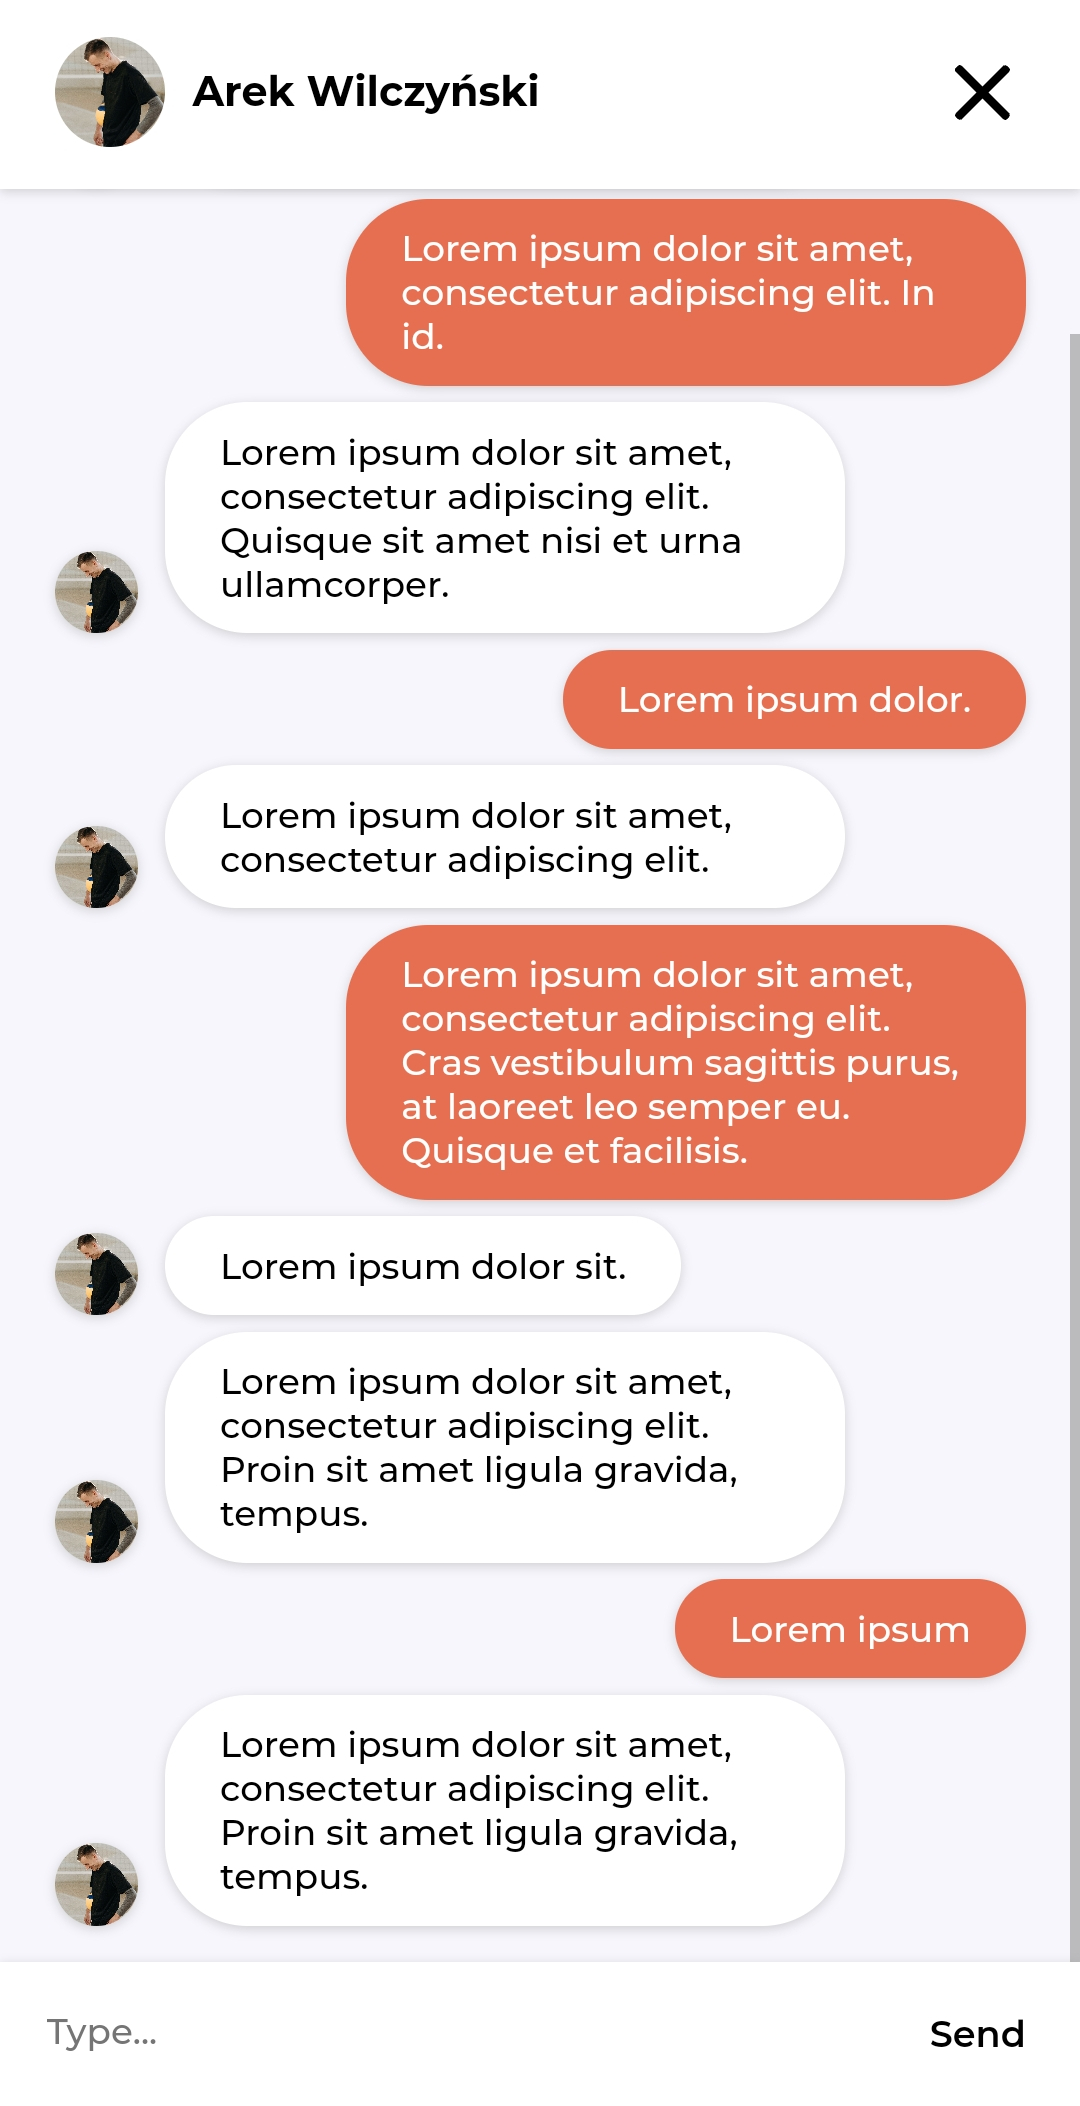 Arek Wilczyński
Lorem ipsum dolor sit amet,
consectetur adipiscing elit. In
id.
Lorem ipsum dolor sit amet,
consectetur adipiscing elit.
Quisque sit amet nisi et urna
ullamcorper.
Lorem ipsum dolor.
Lorem ipsum dolor sit amet,
consectetur adipiscing elit.
Lorem ipsum dolor sit amet,
consectetur adipiscing elit.
Cras vestibulum sagittis purus,
at laoreet leo semper eu.
Quisque et facilisis.
Lorem ipsum dolor sit.
Lorem ipsum dolor sit amet,
consectetur adipiscing elit.
Proin sit amet ligula gravida,
tempus.
Lorem ipsum
Lorem ipsum dolor sit amet,
consectetur adipiscing elit.
Proin sit amet ligula gravida,
tempus.
Type...
Send